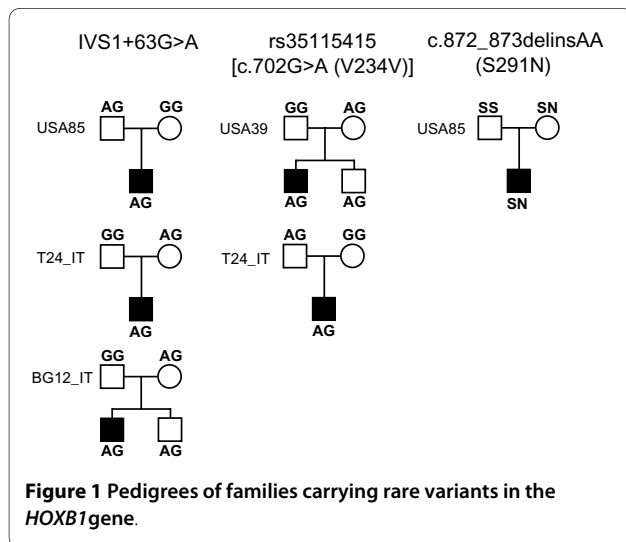 IVS1+63G>A
rs35115415
[c.702G>A (V234V)]
c.872_873delinsAA
(S291N)
AG GG
USA85
AG
GG AG
USA39
AG AG
SS SN
USA85
SN
GG AG
T24_IT
AG
AG GG
T24_IT
AG
GG AG
BG12_IT
AG AG
Figure 1 Pedigrees of families carrying rare variants in the
HOXB1gene.